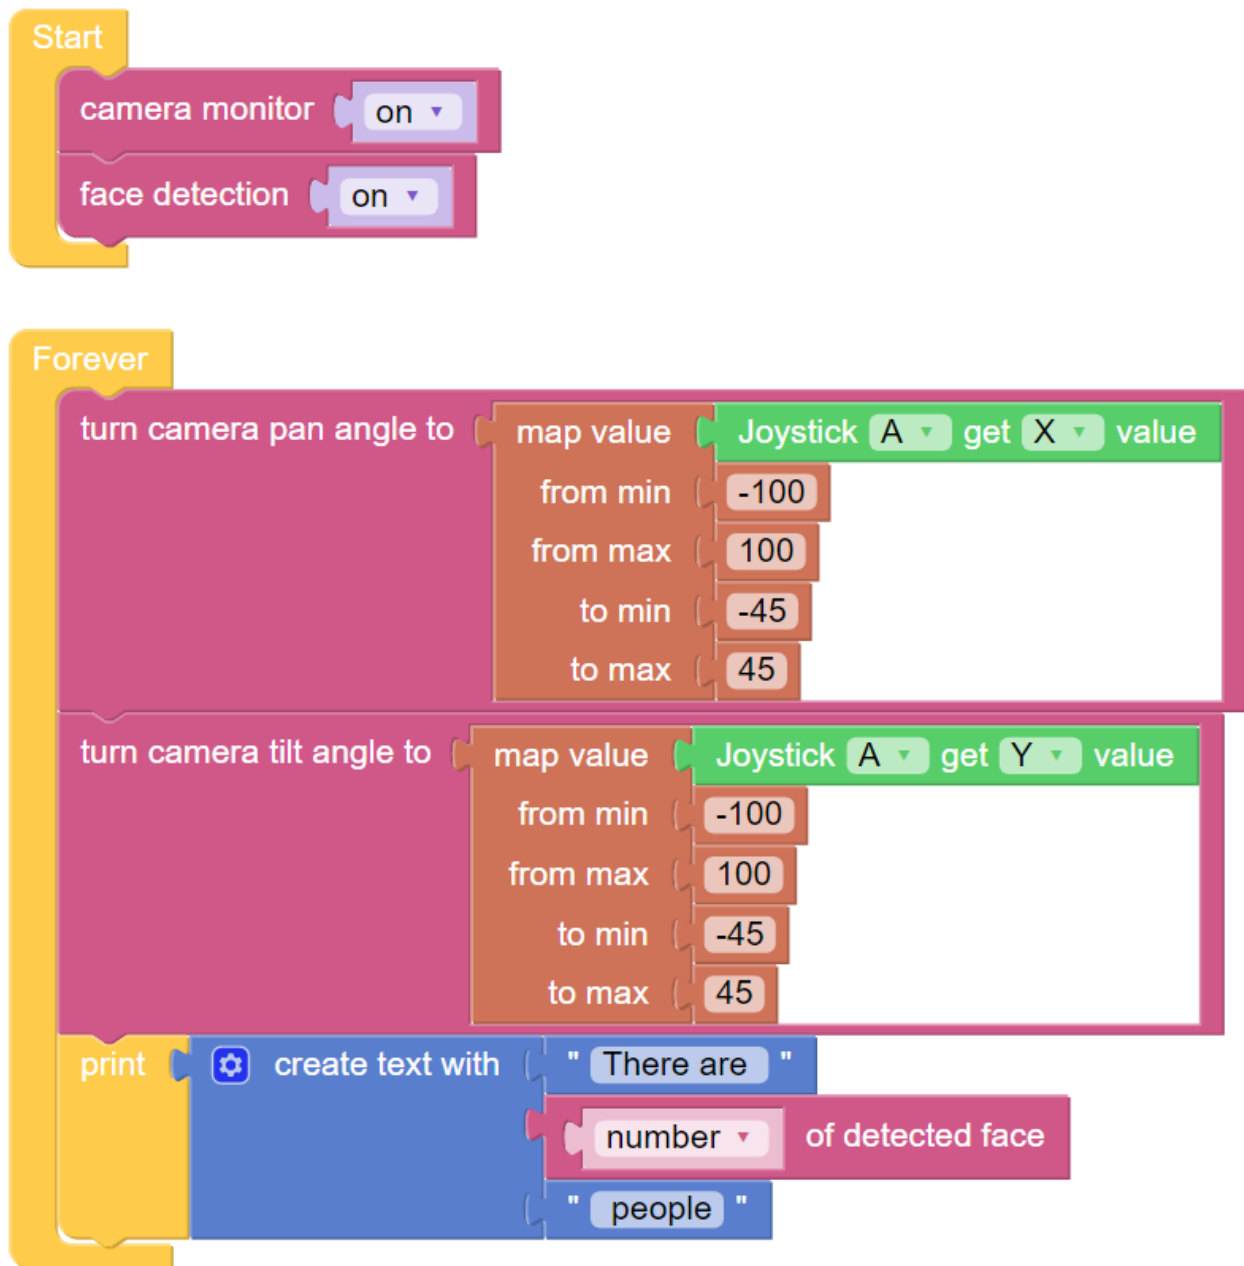 Start
camera monitor on
face detection on
Forever
turn camera pan angle to map value Joystick A get X value
from min -100
from max 100
to min -45
to max 45
turn camera tilt angle to map value Joystick A get Y value
from min -100
from max 100
to min -45
to max 45
print create text with " There are "
number of detected face
" people "